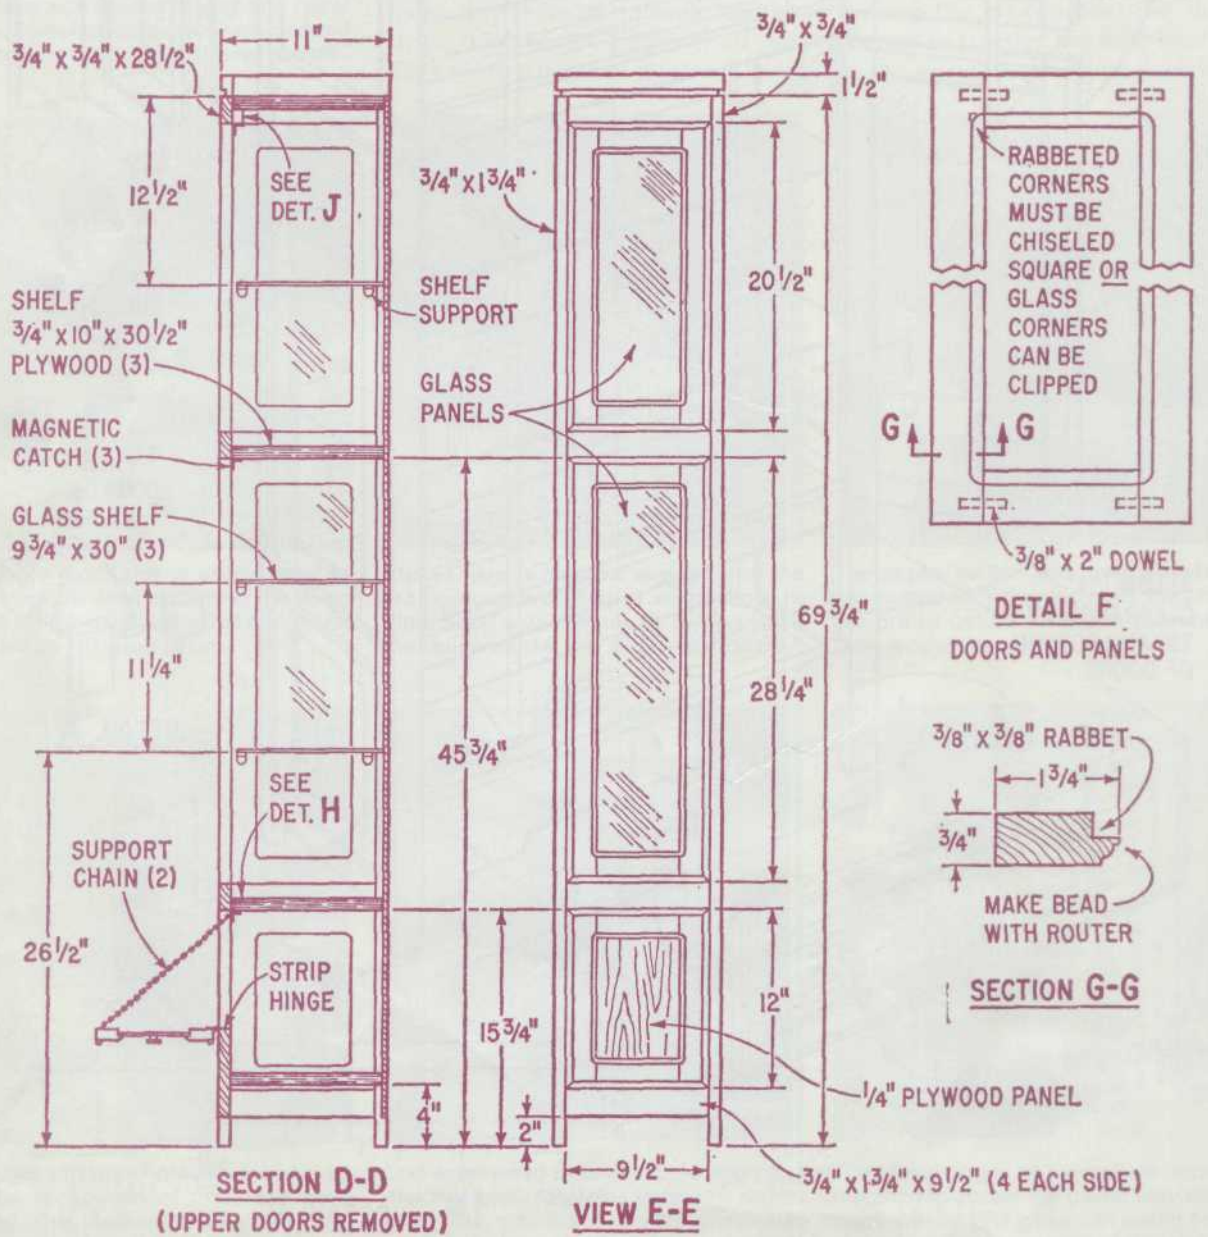 11"
3/4" x 3/4" x 28 1/2"
12 1/2"
SEE
DET. J
SHELF
3/4" x 10" x 30 1/2"
PLYWOOD (3)
SHELF
SUPPORT
MAGNETIC
CATCH (3)
GLASS SHELF
9 3/4" x 30" (3)
11 1/4"
SEE
DET. H
SUPPORT
CHAIN (2)
26 1/2"
STRIP
HINGE
4"
45 3/4"
15 3/4"
SECTION D-D
(UPPER DOORS REMOVED)
3/4" x 3/4"
1 1/2"
3/4" x 1 3/4"
20 1/2"
GLASS
PANELS
69 3/4"
28 1/4"
12"
1/4" PLYWOOD PANEL
2"
9 1/2"
3/4" x 1 3/4" x 9 1/2" (4 EACH SIDE)
VIEW E-E
RABBETED
CORNERS
MUST BE
CHISELED
SQUARE OR
GLASS
CORNERS
CAN BE
CLIPPED
G G
3/8" x 2" DOWEL
DETAIL F
DOORS AND PANELS
3/8" x 3/8" RABBET
1 3/4"
3/4"
MAKE BEAD
WITH ROUTER
SECTION G-G